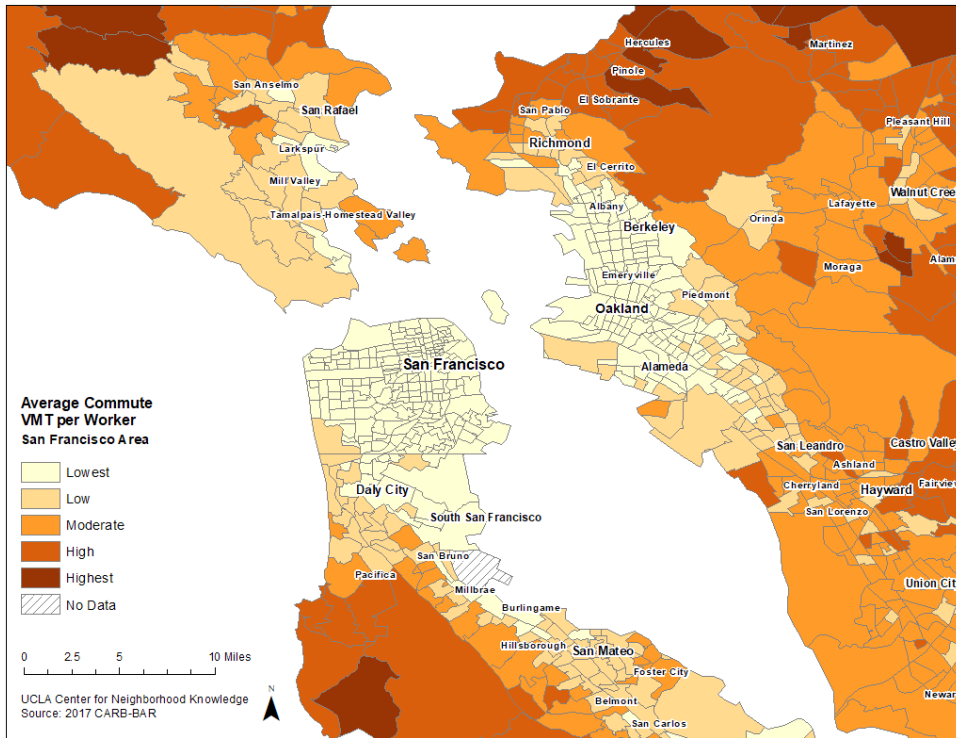 Hercules
Martinez
Pinole
San Anselmo
El Sobrante
San Rafael
San Pablo
Pleasant Hill
Richmond
Larkspur
El Cerrito
Mill Valley
Walnut Cree
Albany
Lafayette
Tamalpais-Homestead Valley
Orinda
Berkeley
Alam
Moraga
Emeryville
Piedmont
Oakland
San Francisco
Alameda
Average Commute
VMT per Worker
San Francisco Area
San Leandro
Castro Valley
Lowest
Ashland
Low
Daly City
Cherryland
Hayward
Fairview
Moderate
South San Francisco
San Lorenzo
High
San Bruno
Highest
Pacifica
Union City
Millbrae
No Data
Burlingame
Hillsborough
San Mateo
0 2.5 5 10 Miles
Foster City
Newar
N
UCLA Center for Neighborhood Knowledge
Belmont
Source: 2017 CARB-BAR
San Carlos